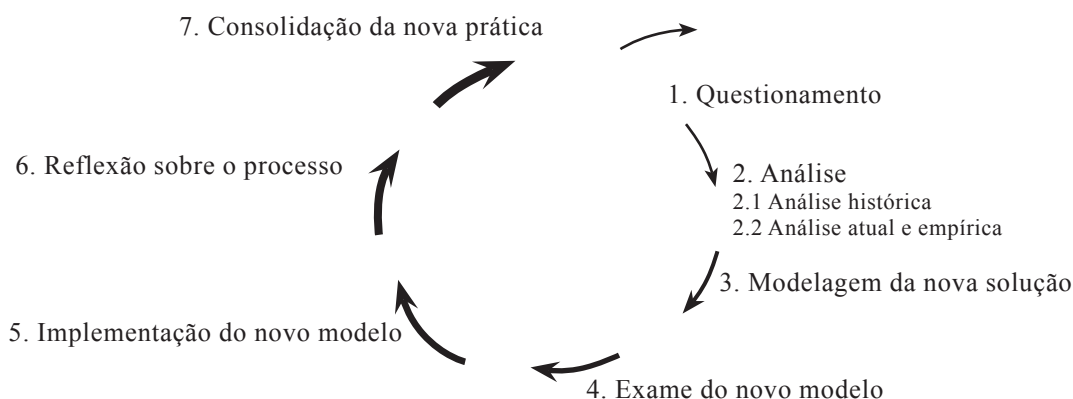 7. Consolidação da nova prática
1. Questionamento
6. Reflexão sobre o processo
2. Análise
2.1 Análise histórica
2.2 Análise atual e empírica
3. Modelagem da nova solução
5. Implementação do novo modelo
4. Exame do novo modelo